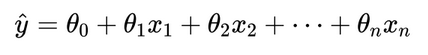 ŷ = θ₀ + θ₁x₁ + θ₂x₂ + ⋯ + θₙxₙ